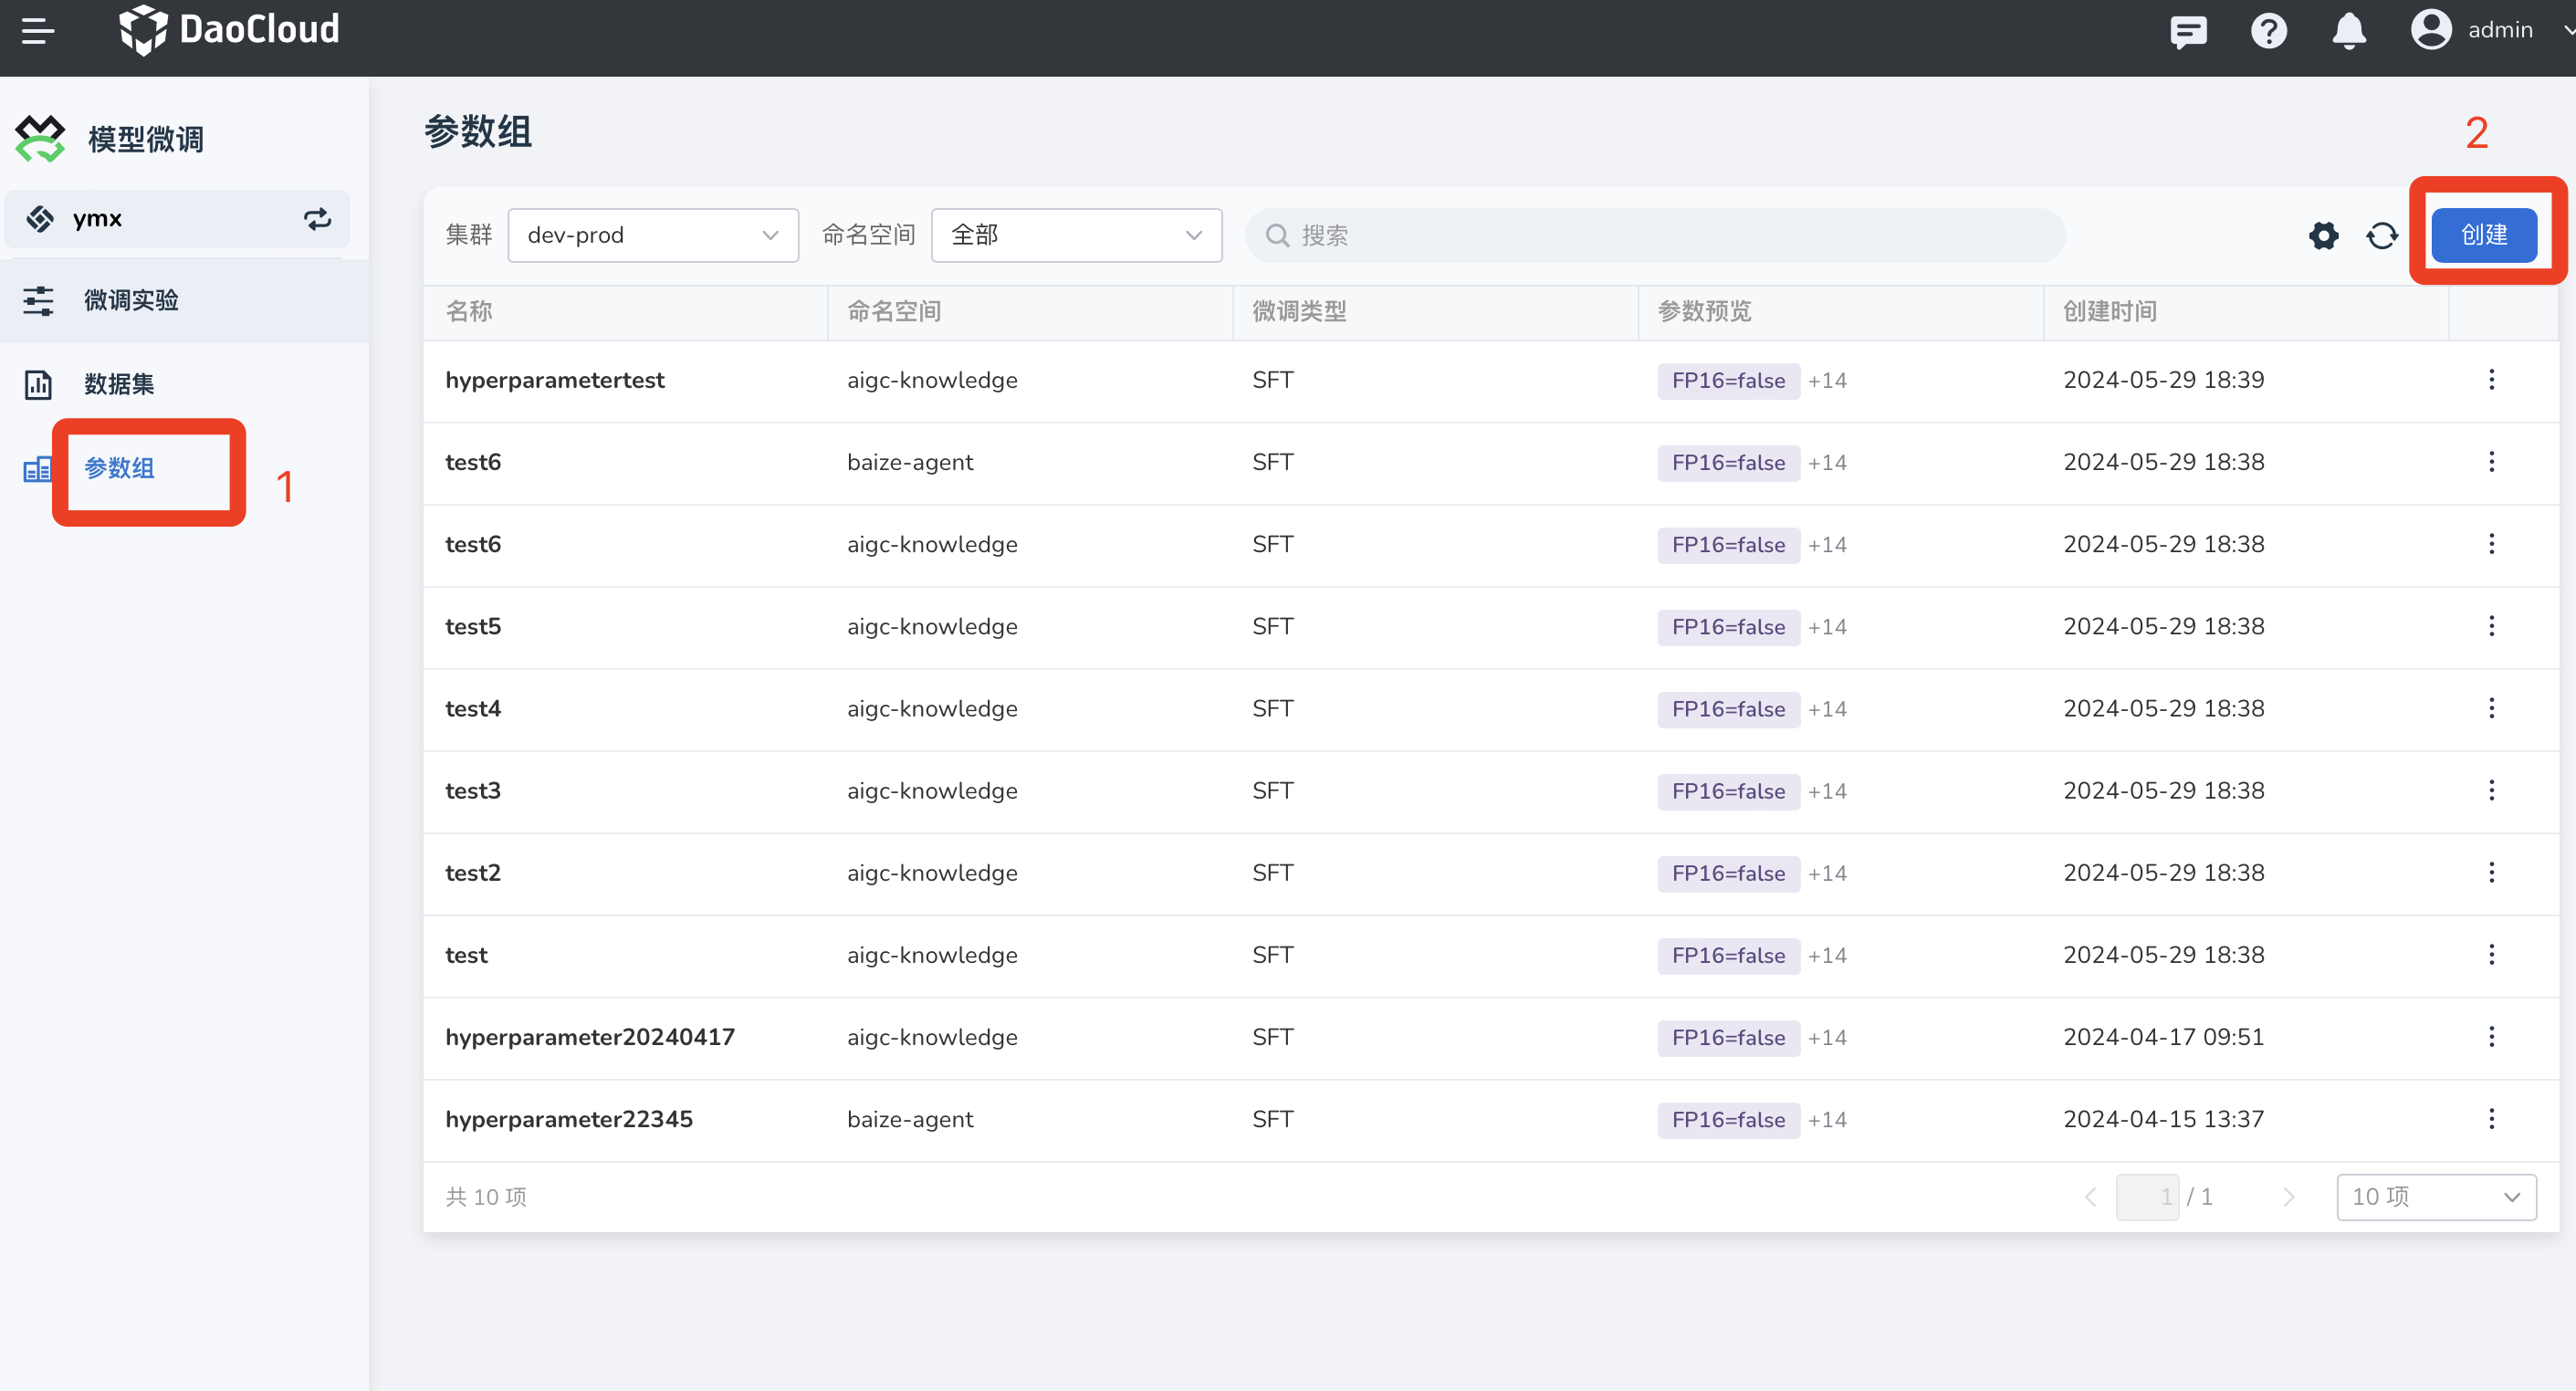 DaoCloud
admin
模型微调
ymx
微调实验
数据集
参数组
1
参数组
2
集群 dev-prod 命名空间 全部 搜索 创建
名称 命名空间 微调类型 参数预览 创建时间
hyperparametertest aigc-knowledge SFT FP16=false +14 2024-05-29 18:39
test6 baize-agent SFT FP16=false +14 2024-05-29 18:38
test6 aigc-knowledge SFT FP16=false +14 2024-05-29 18:38
test5 aigc-knowledge SFT FP16=false +14 2024-05-29 18:38
test4 aigc-knowledge SFT FP16=false +14 2024-05-29 18:38
test3 aigc-knowledge SFT FP16=false +14 2024-05-29 18:38
test2 aigc-knowledge SFT FP16=false +14 2024-05-29 18:38
test aigc-knowledge SFT FP16=false +14 2024-05-29 18:38
hyperparameter20240417 aigc-knowledge SFT FP16=false +14 2024-04-17 09:51
hyperparameter22345 baize-agent SFT FP16=false +14 2024-04-15 13:37
共 10 项 1 / 1 10 项